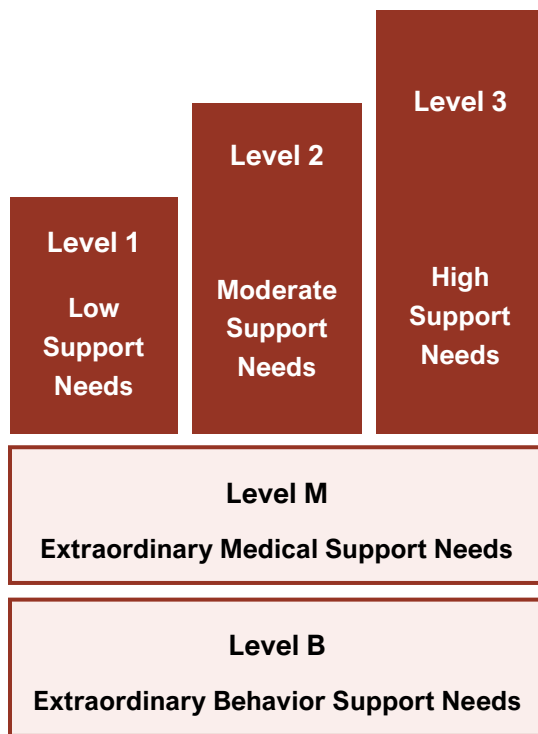 Level 1
Low
Support
Needs
Level 2
Moderate
Support
Needs
Level 3
High
Support
Needs
Level M
Extraordinary Medical Support Needs
Level B
Extraordinary Behavior Support Needs